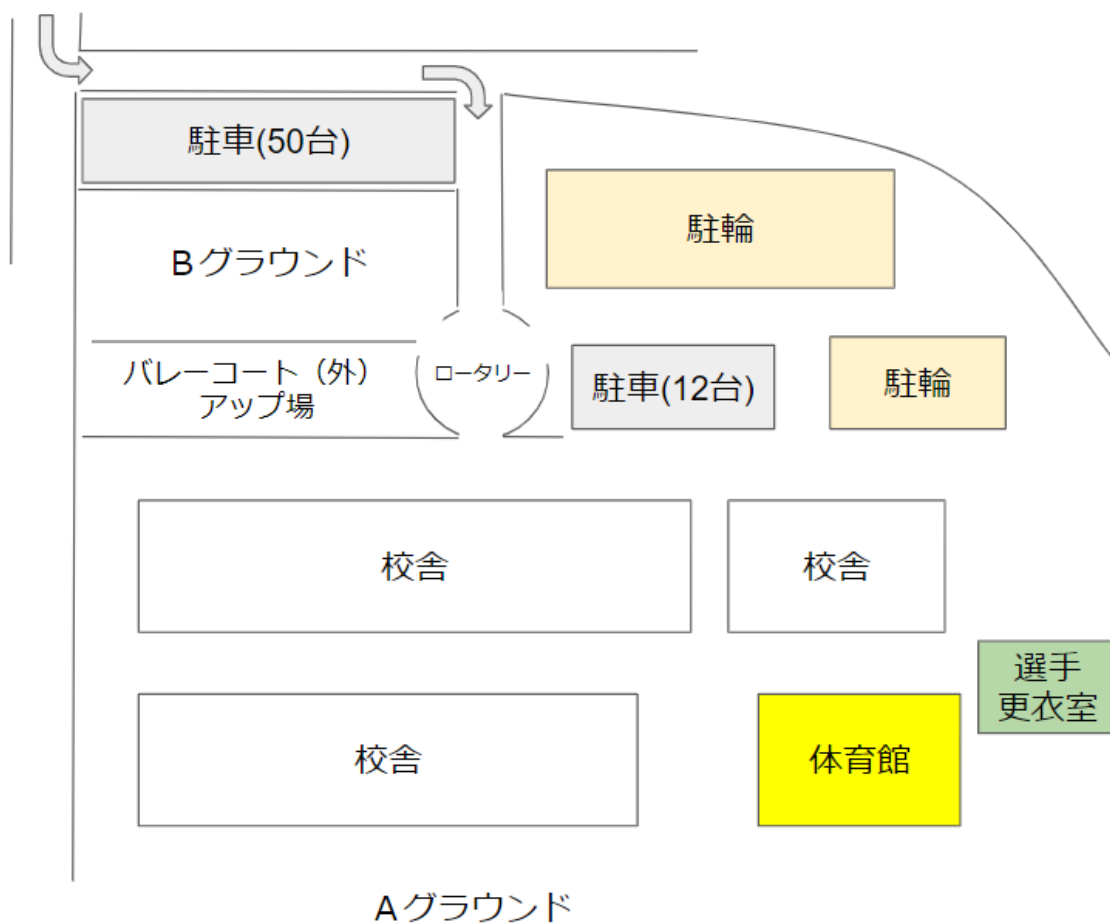 駐車(50台)
駐輪
Bグラウンド
バレーコート（外）
アップ場
ロータリー
駐車(12台)
駐輪
校舎
校舎
選手
更衣室
校舎
体育館
Aグラウンド